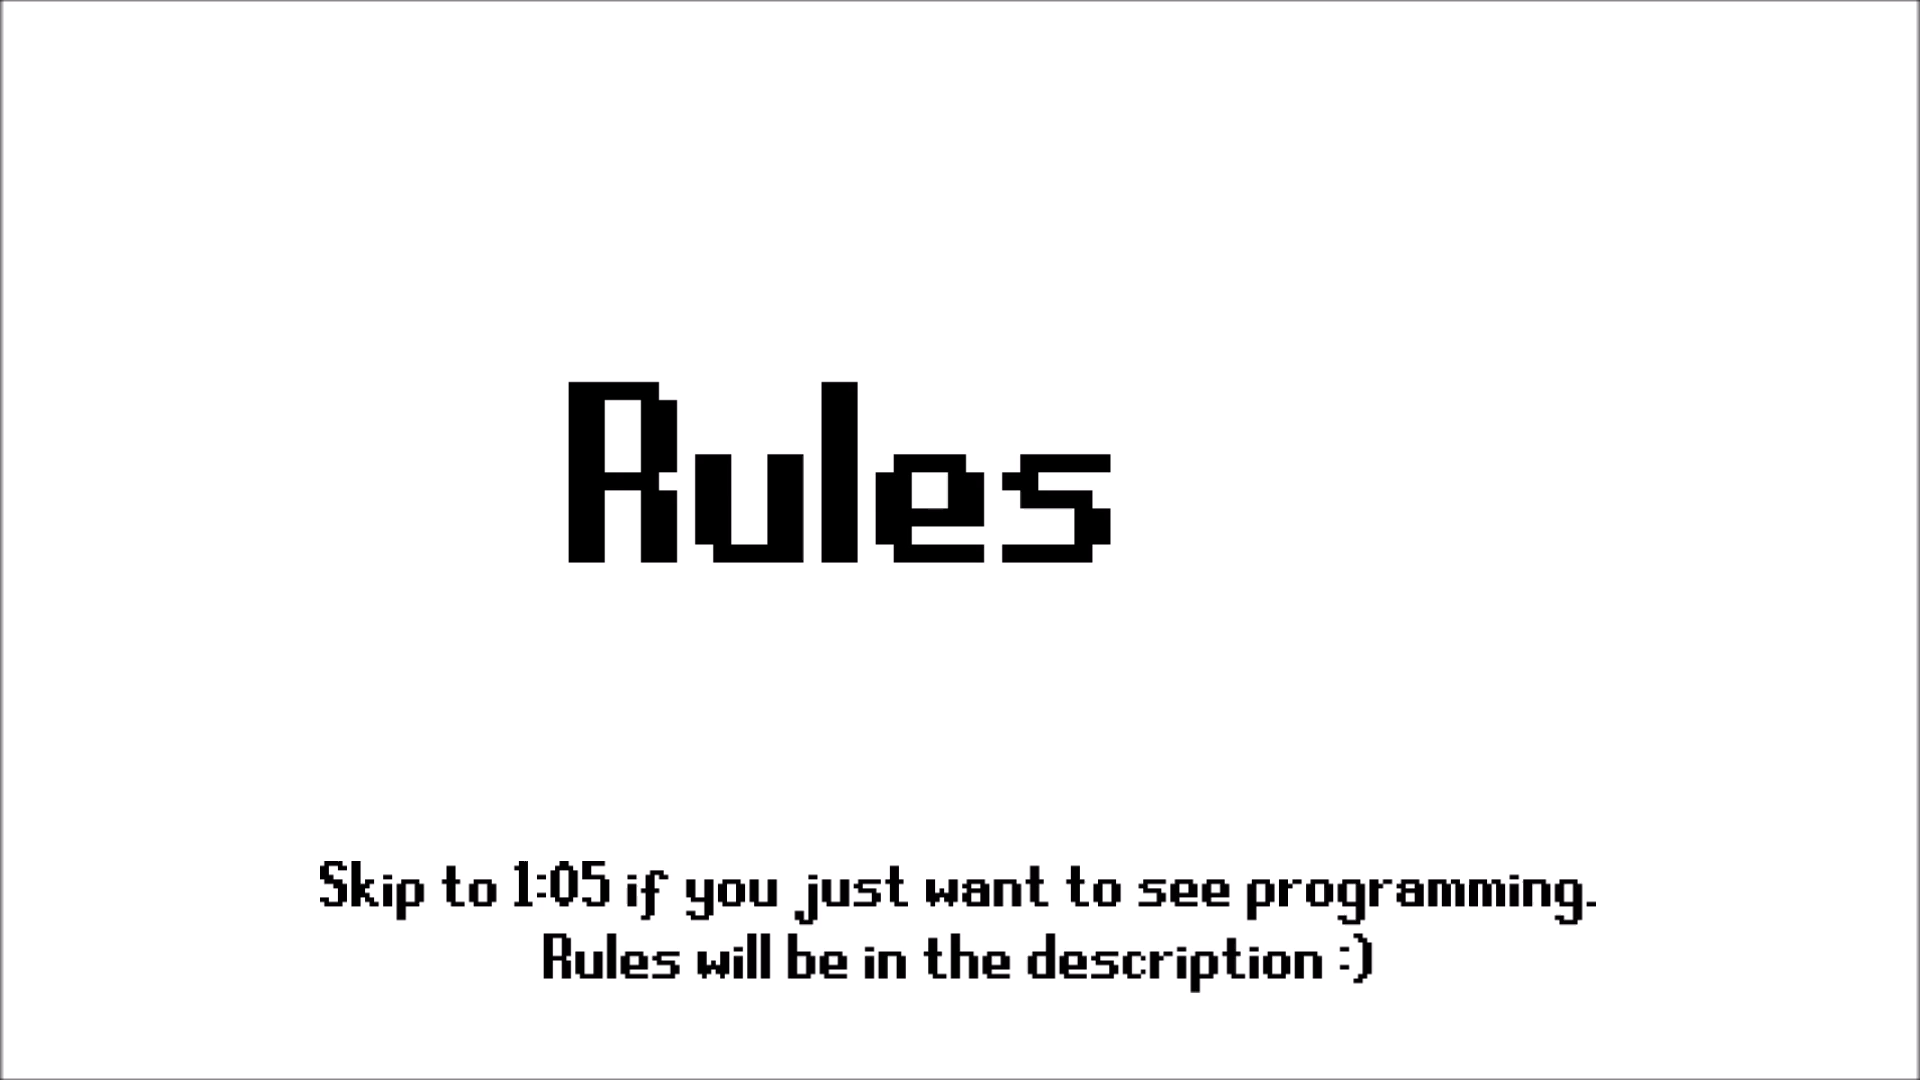 Rules
Skip to 1:05 if you just want to see programming.
Rules will be in the description :)